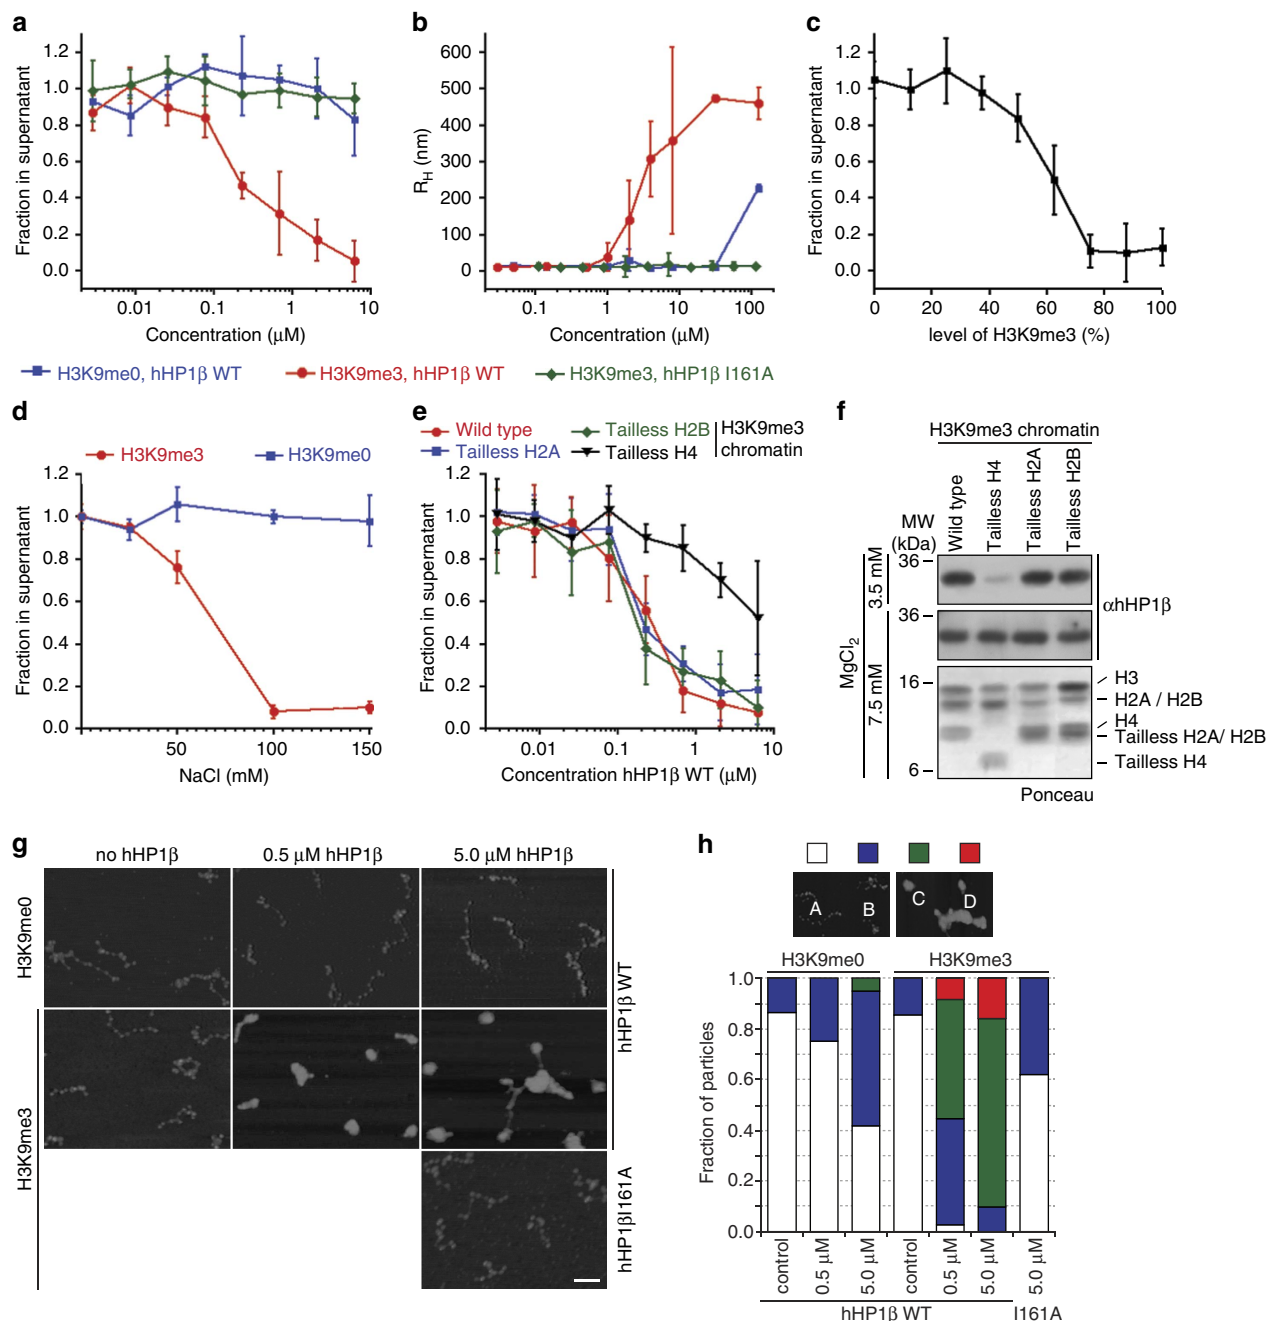 a
Fraction in supernatant
1.2
1.0
0.8
0.6
0.4
0.2
0.0
0.01
0.1
1
10
Concentration (μM)
b
R_H (nm)
600
500
400
300
200
100
0
0.1
1
10
100
Concentration (μM)
c
Fraction in supernatant
1.2
1.0
0.8
0.6
0.4
0.2
0.0
0
20
40
60
80
100
level of H3K9me3 (%)
H3K9me0, hHP1β WT
H3K9me3, hHP1β WT
H3K9me3, hHP1β I161A
d
H3K9me3
H3K9me0
Fraction in supernatant
1.2
1.0
0.8
0.6
0.4
0.2
0.0
50
100
150
NaCl (mM)
e
Wild type
Tailless H2A
Tailless H2B
Tailless H4
H3K9me3
chromatin
Fraction in supernatant
1.2
1.0
0.8
0.6
0.4
0.2
0.0
0.01
0.1
1
10
Concentration hHP1β WT (μM)
f
H3K9me3 chromatin
MW
(kDa)
Wild type
Tailless H4
Tailless H2A
Tailless H2B
MgCl2
3.5 mM
7.5 mM
36
36
16
6
αhHP1β
H3
H2A / H2B
H4
Tailless H2A/ H2B
Tailless H4
Ponceau
g
no hHP1β
0.5 μM hHP1β
5.0 μM hHP1β
H3K9me0
H3K9me3
hHP1β WT
hHP1βI161A
h
A
B
C
D
H3K9me0
H3K9me3
Fraction of particles
1.0
0.8
0.6
0.4
0.2
0.0
control
0.5 μM
5.0 μM
control
0.5 μM
5.0 μM
5.0 μM
hHP1β WT
I161A